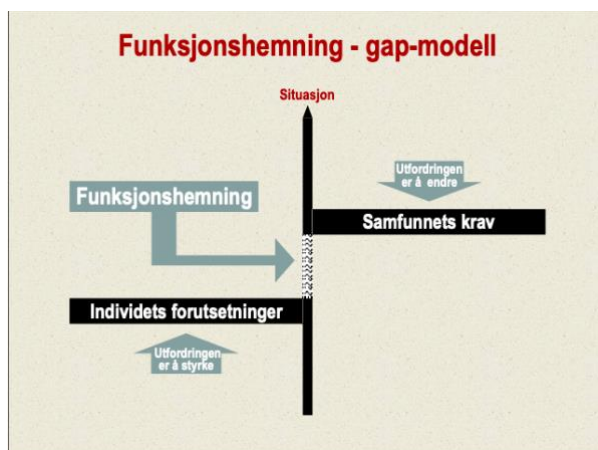 Funksjonshemning - gap-modell
Situasjon
Utfordringen
er å endre
Funksjonshemning
Samfunnets krav
Individets forutsetninger
Utfordringen
er å styrke